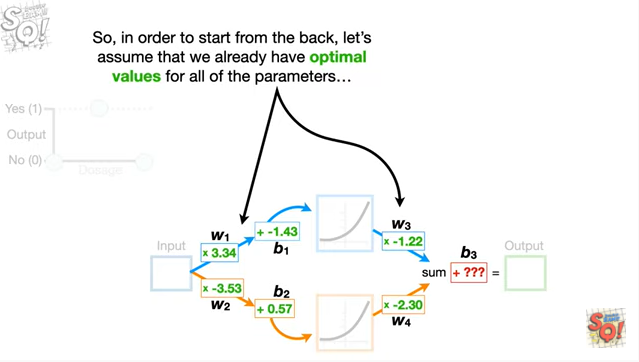 So, in order to start from the back, let's
assume that we already have optimal
values for all of the parameters…
Yes (1)
Output
No (0)
Dosage
w1
x 3.34
+ -1.43
b1
w3
x -1.22
b3
Input
Output
sum + ??? =
x -3.53
w2
b2
+ 0.57
x -2.30
w4
SQ!
SQ!